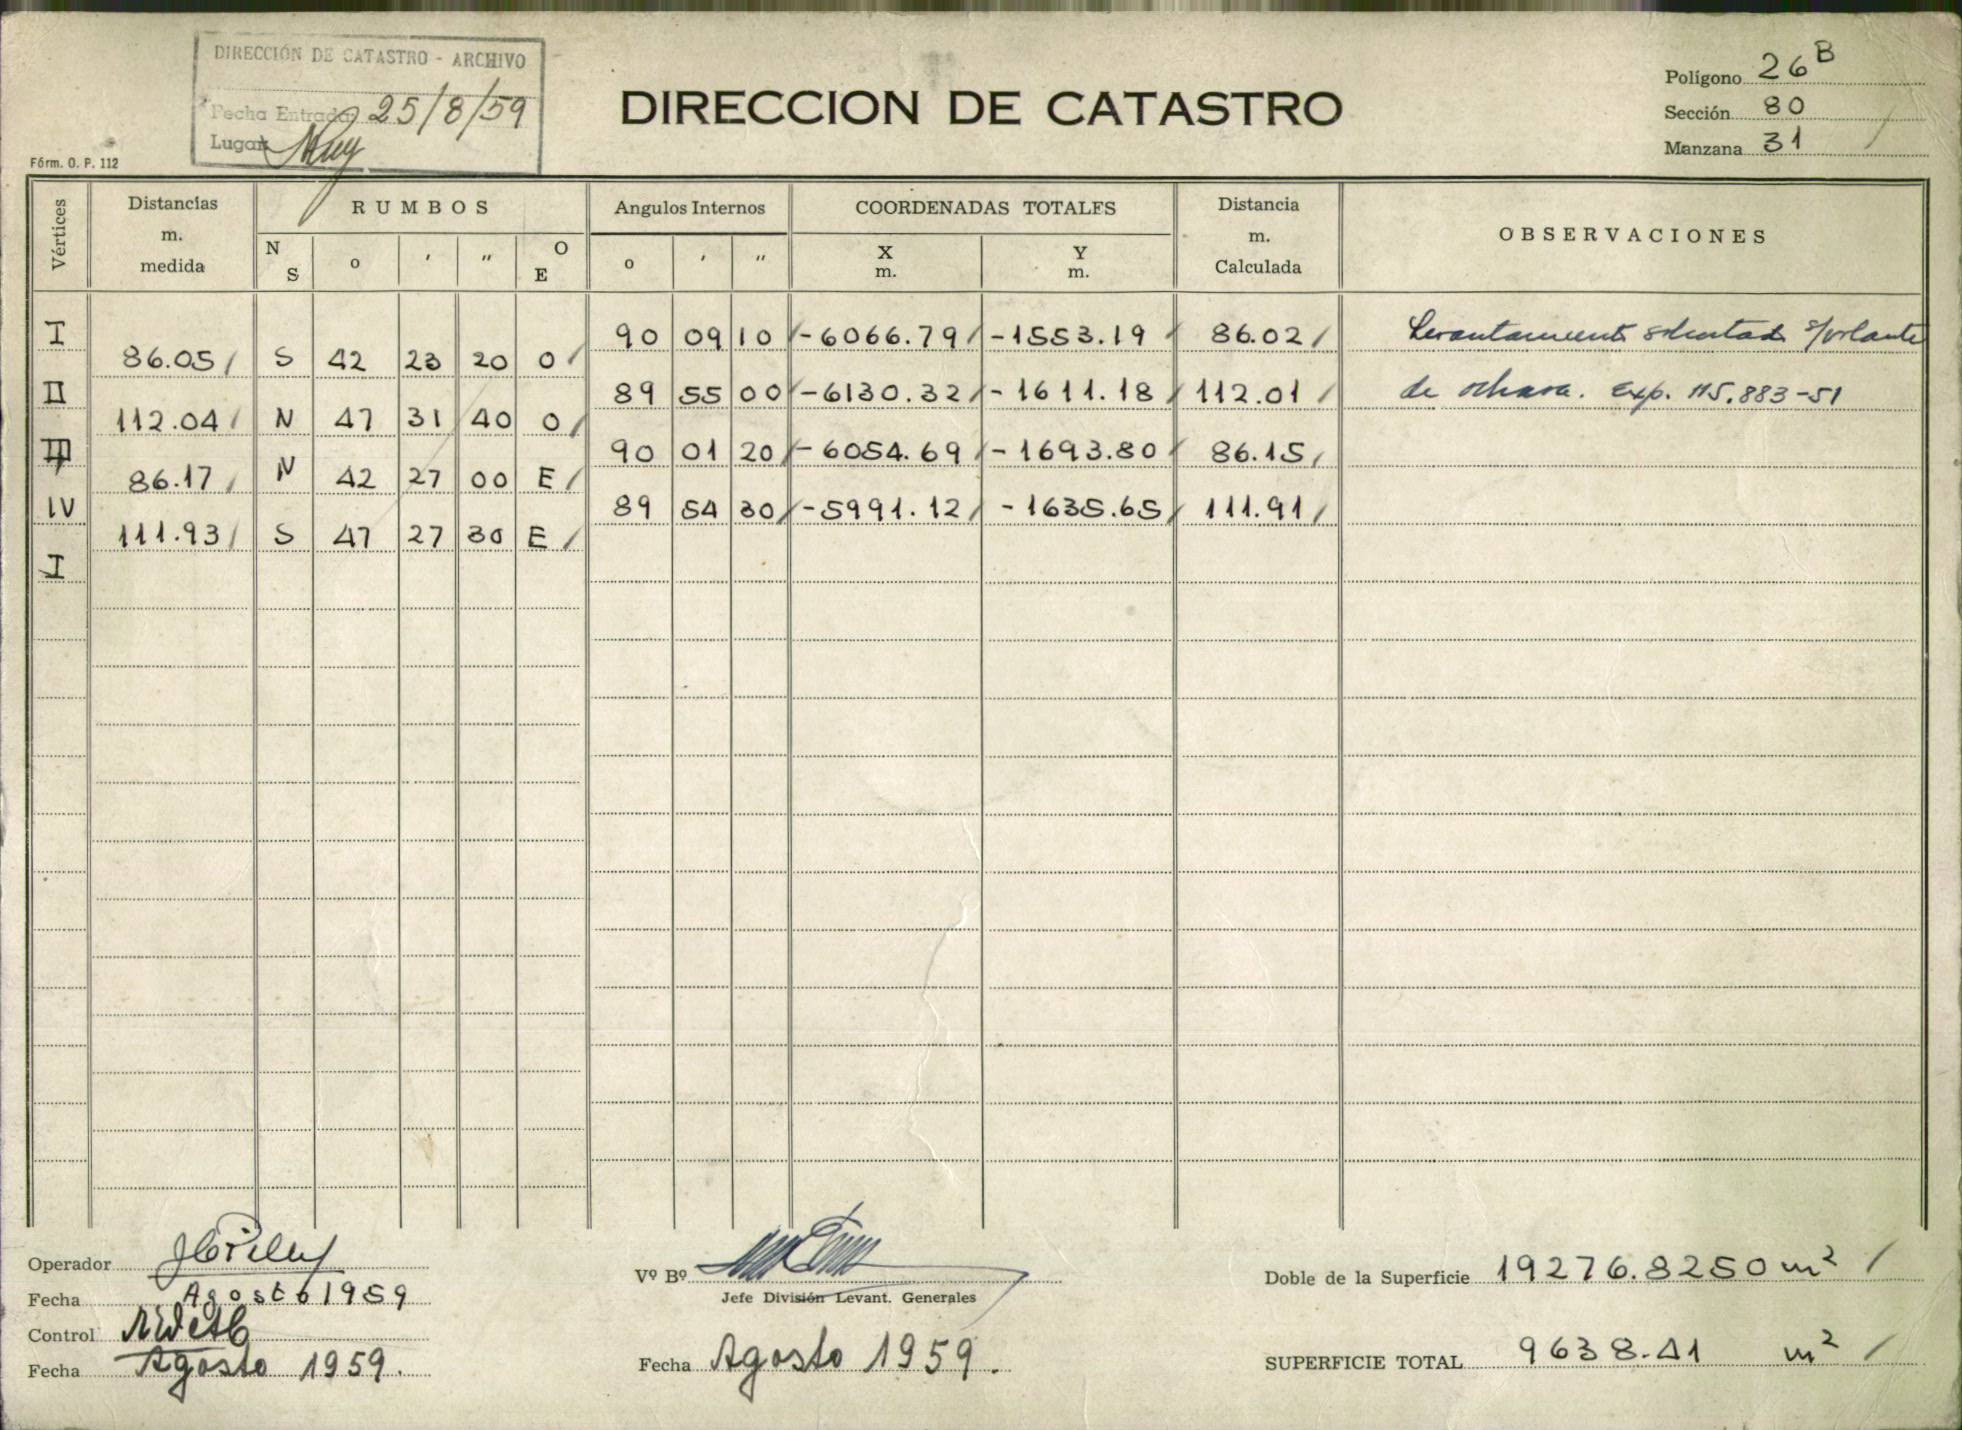 DIRECCIÓN DE CATASTRO - ARCHIVO
Fecha Entrada 25/8/59
Lugar
Fórm. O. P. 112
DIRECCION DE CATASTRO
Polígono 26 B
Sección 80
Manzana 31
Vértices
Distancias m. medida
RUMBOS
N S o ' " O E
Angulos Internos
o ' "
COORDENADAS TOTALES
X m. Y m.
Distancia m. Calculada
OBSERVACIONES
I 90 09 10 -6066.79 -1553.19 86.02 Levantamiento solicitado s/volante
86.05 S 42 23 20 O
II 89 55 00 -6130.32 -1611.18 112.01 de ochava. Exp. 115.883-51
112.04 N 47 31 40 O
III 90 01 20 -6054.69 -1693.80 86.15
86.17 N 42 27 00 E
IV 89 54 30 -5991.12 -1635.65 111.91
111.93 S 47 27 30 E
I
Operador
Fecha Agosto 1959
Control
Fecha Agosto 1959.
Vº Bº
Jefe División Levant. Generales
Fecha Agosto 1959.
Doble de la Superficie 19276.8250 m²
SUPERFICIE TOTAL 9638.41 m²